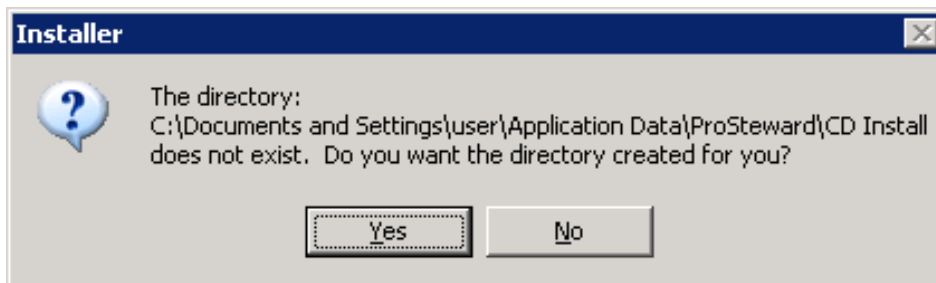 Installer
The directory:
C:\Documents and Settings\user\Application Data\ProSteward\CD Install
does not exist.  Do you want the directory created for you?
Yes
No